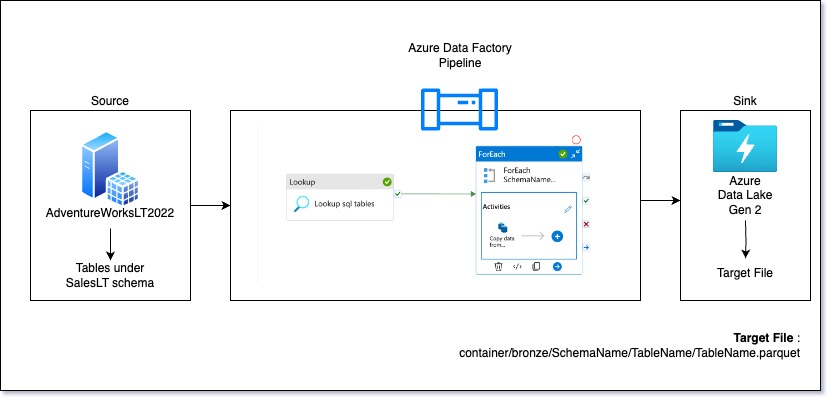 Azure Data Factory
Pipeline
Source
Sink
AdventureWorksLT2022
Tables under
SalesLT schema
Lookup
Lookup sql tables
ForEach
ForEach
SchemaName...
Activities
Copy data
from...
</>
Azure
Data Lake
Gen 2
Target File
Target File :
container/bronze/SchemaName/TableName/TableName.parquet